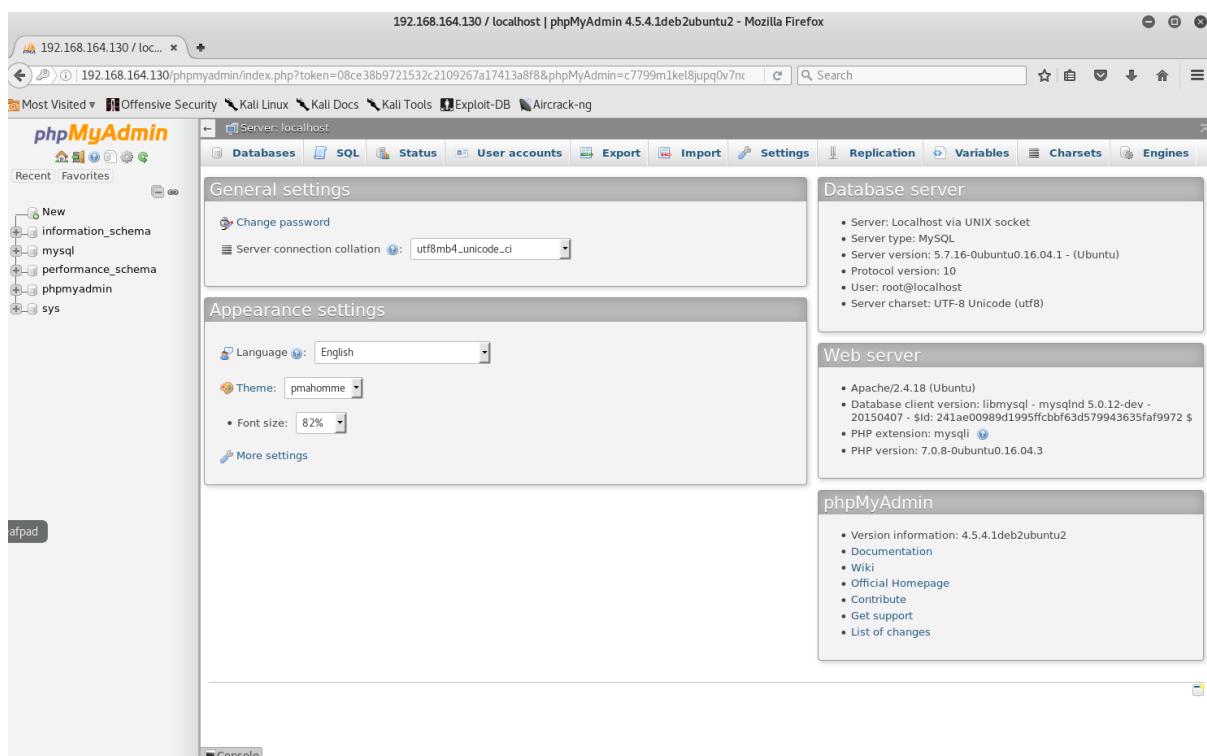 192.168.164.130 / localhost | phpMyAdmin 4.5.4.1deb2ubuntu2 - Mozilla Firefox
192.168.164.130 / loc...
192.168.164.130/phpmyadmin/index.php?token=08ce38b9721532c2109267a17413a8f8&phpMyAdmin=c7799m1kel8jupq0v7nc
Search
Most Visited Offensive Security Kali Linux Kali Docs Kali Tools Exploit-DB Aircrack-ng
phpMyAdmin
Recent Favorites
New
information_schema
mysql
performance_schema
phpmyadmin
sys
afpad
Server: localhost
Databases SQL Status User accounts Export Import Settings Replication Variables Charsets Engines
General settings
Change password
Server connection collation : utf8mb4_unicode_ci
Appearance settings
Language : English
Theme: pmahomme
• Font size: 82%
More settings
Database server
• Server: Localhost via UNIX socket
• Server type: MySQL
• Server version: 5.7.16-0ubuntu0.16.04.1 - (Ubuntu)
• Protocol version: 10
• User: root@localhost
• Server charset: UTF-8 Unicode (utf8)
Web server
• Apache/2.4.18 (Ubuntu)
• Database client version: libmysql - mysqlnd 5.0.12-dev -
20150407 - $Id: 241ae00989d1995ffcbbf63d579943635faf9972 $
• PHP extension: mysqli
• PHP version: 7.0.8-0ubuntu0.16.04.3
phpMyAdmin
• Version information: 4.5.4.1deb2ubuntu2
• Documentation
• Wiki
• Official Homepage
• Contribute
• Get support
• List of changes
Console